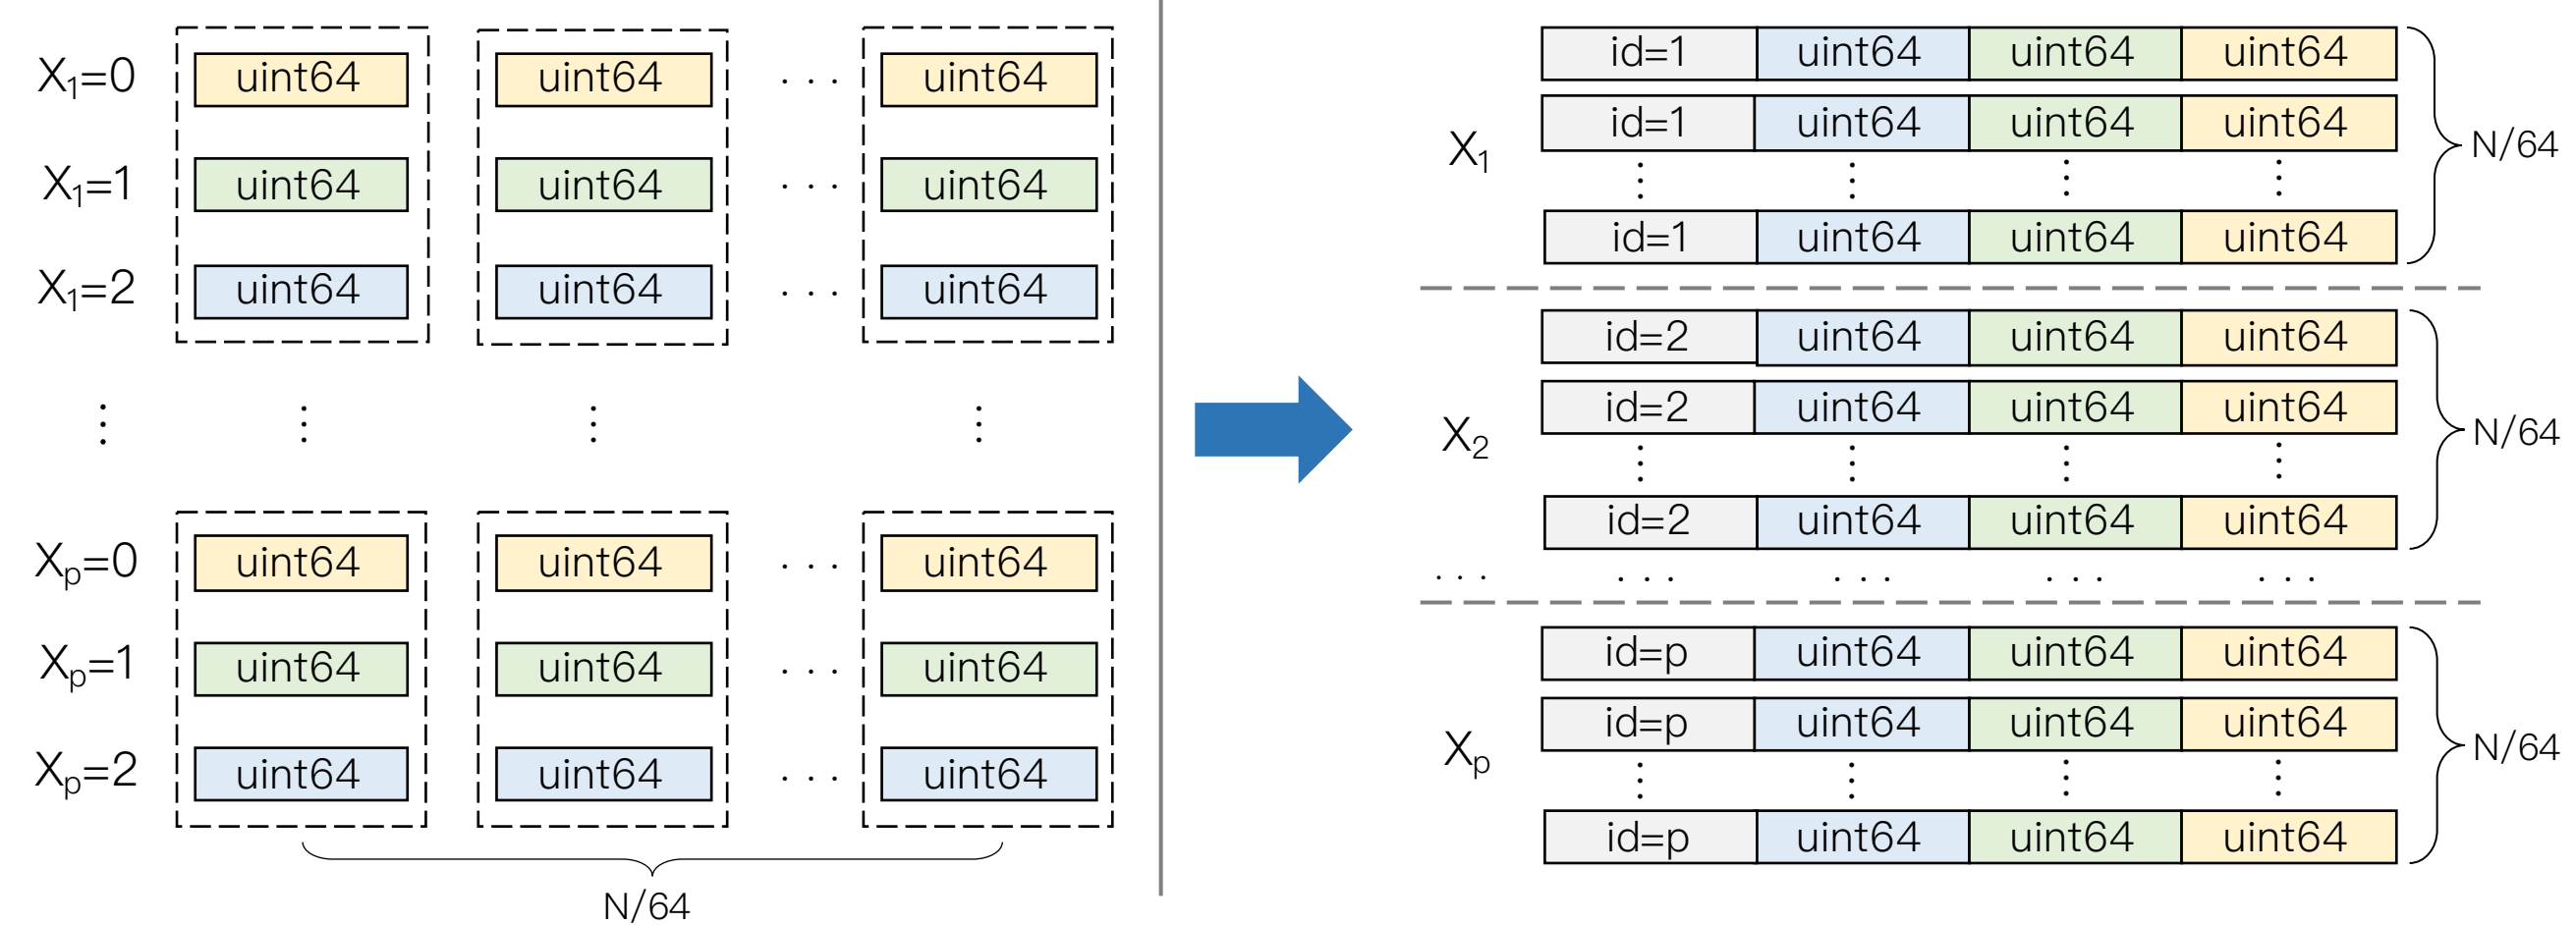 X1=0 uint64 uint64 . . . uint64
X1=1 uint64 uint64 . . . uint64
X1=2 uint64 uint64 . . . uint64
Xp=0 uint64 uint64 . . . uint64
Xp=1 uint64 uint64 . . . uint64
Xp=2 uint64 uint64 . . . uint64
N/64
id=1 uint64 uint64 uint64
id=1 uint64 uint64 uint64
X1
N/64
id=1 uint64 uint64 uint64
id=2 uint64 uint64 uint64
id=2 uint64 uint64 uint64
X2
N/64
id=2 uint64 uint64 uint64
. . . . . . . . . . . . . . .
id=p uint64 uint64 uint64
id=p uint64 uint64 uint64
Xp
N/64
id=p uint64 uint64 uint64